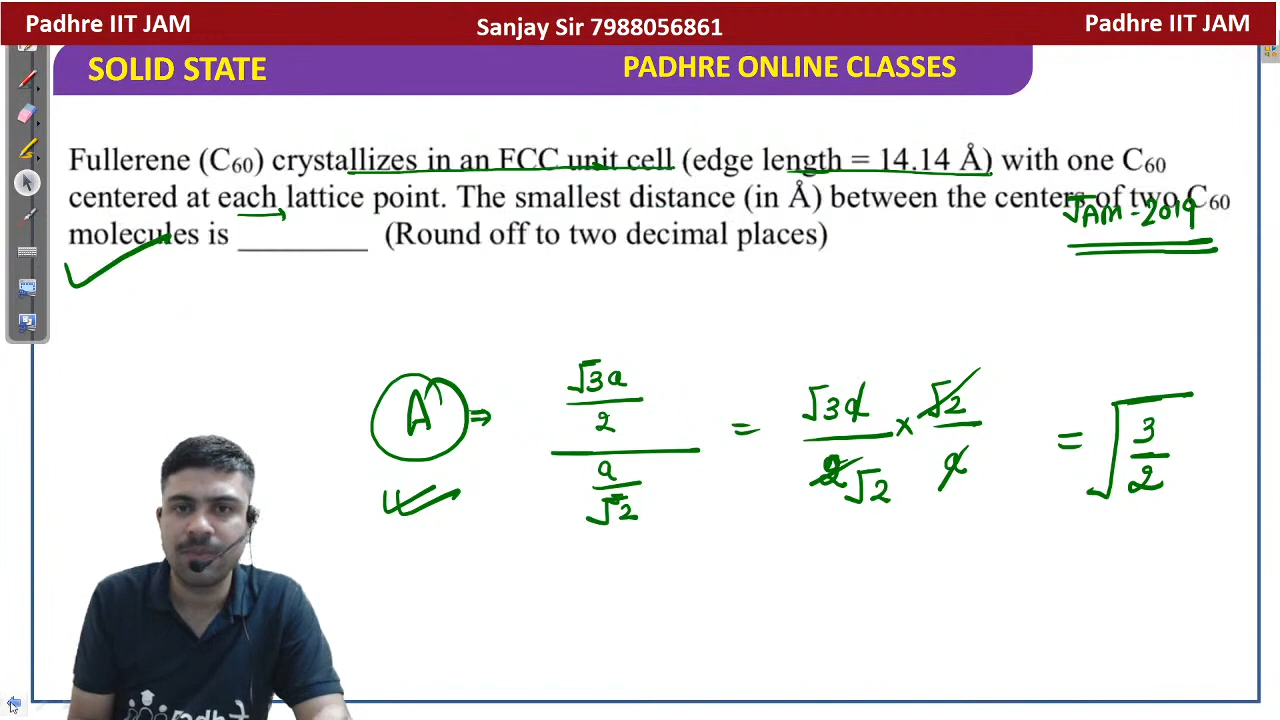 Padhre IIT JAM
Sanjay Sir 7988056861
Padhre IIT JAM
SOLID STATE
PADHRE ONLINE CLASSES
Fullerene (C₆₀) crystallizes in an FCC unit cell (edge length = 14.14 Å) with one C₆₀
centered at each lattice point. The smallest distance (in Å) between the centers of two C₆₀
molecules is ________ (Round off to two decimal places)
JAM - 2019
A ⇒ (√3a/2)/(a/√2) = √3a/2√2 × √2/a = √(3/2)